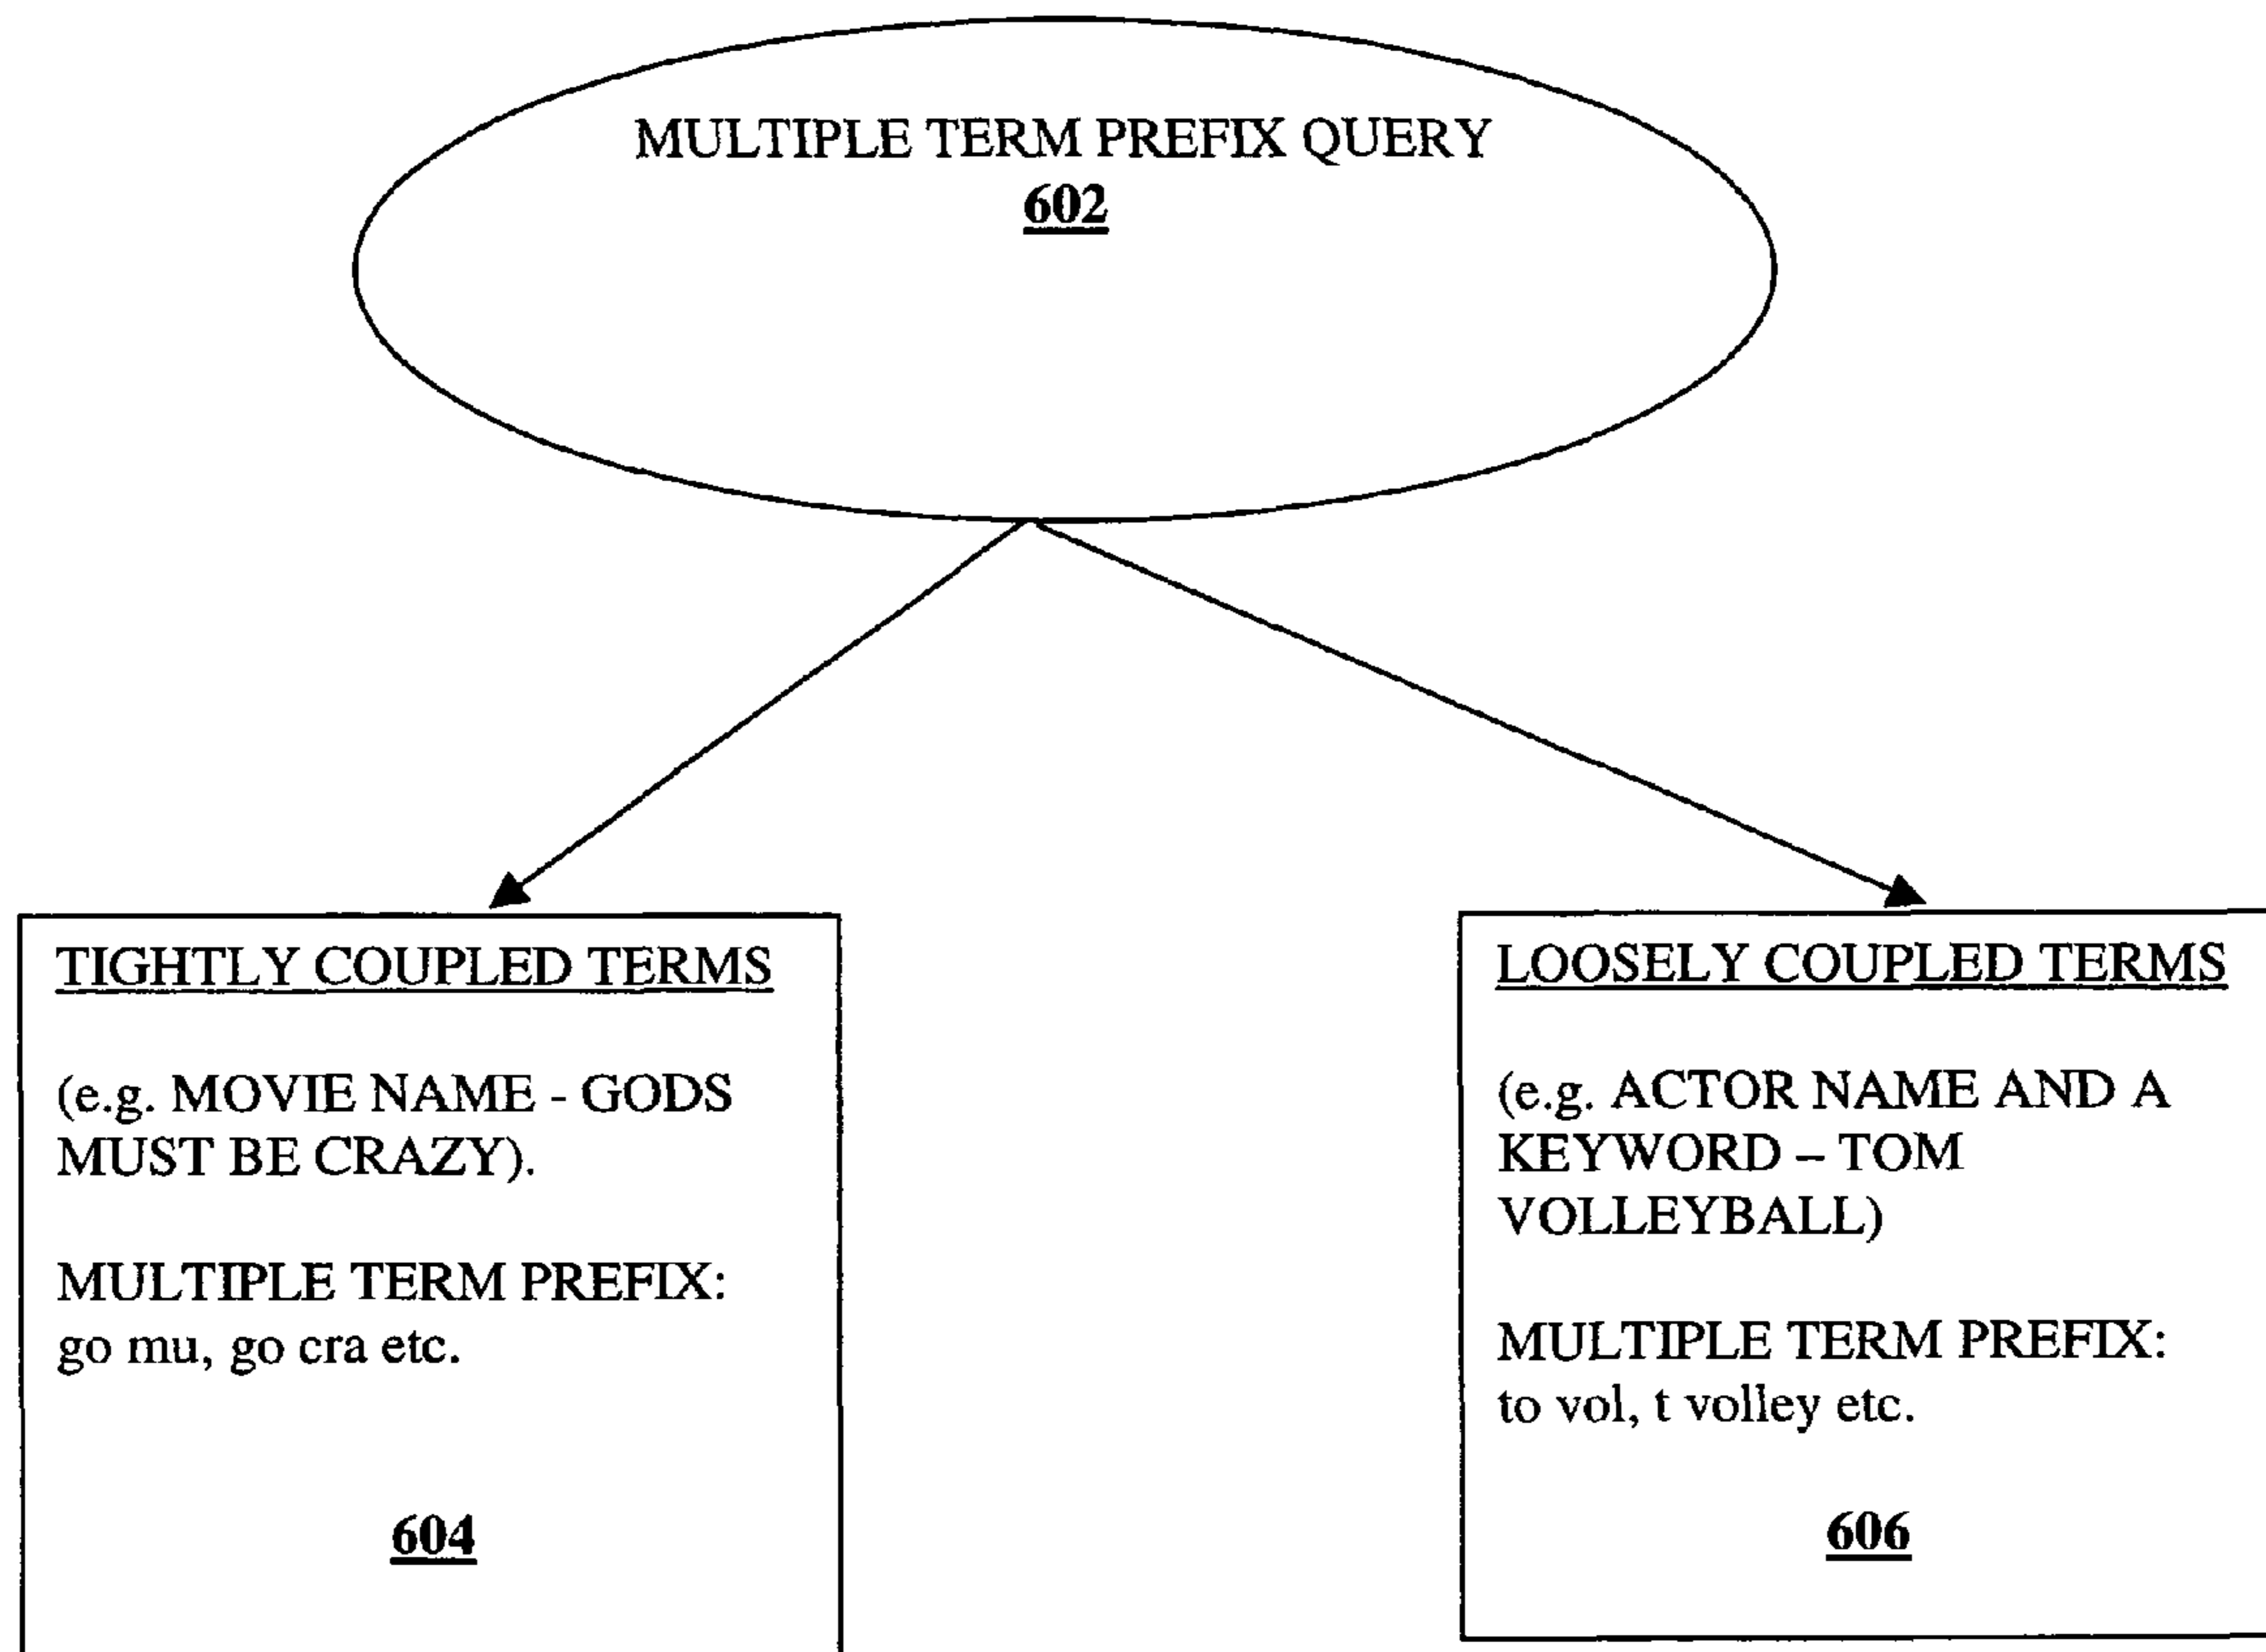 MULTIPLE TERM PREFIX QUERY
602
TIGHTLY COUPLED TERMS
(e.g. MOVIE NAME - GODS
MUST BE CRAZY).
MULTIPLE TERM PREFIX:
go mu, go cra etc.
604
LOOSELY COUPLED TERMS
(e.g. ACTOR NAME AND A
KEYWORD – TOM
VOLLEYBALL)
MULTIPLE TERM PREFIX:
to vol, t volley etc.
606